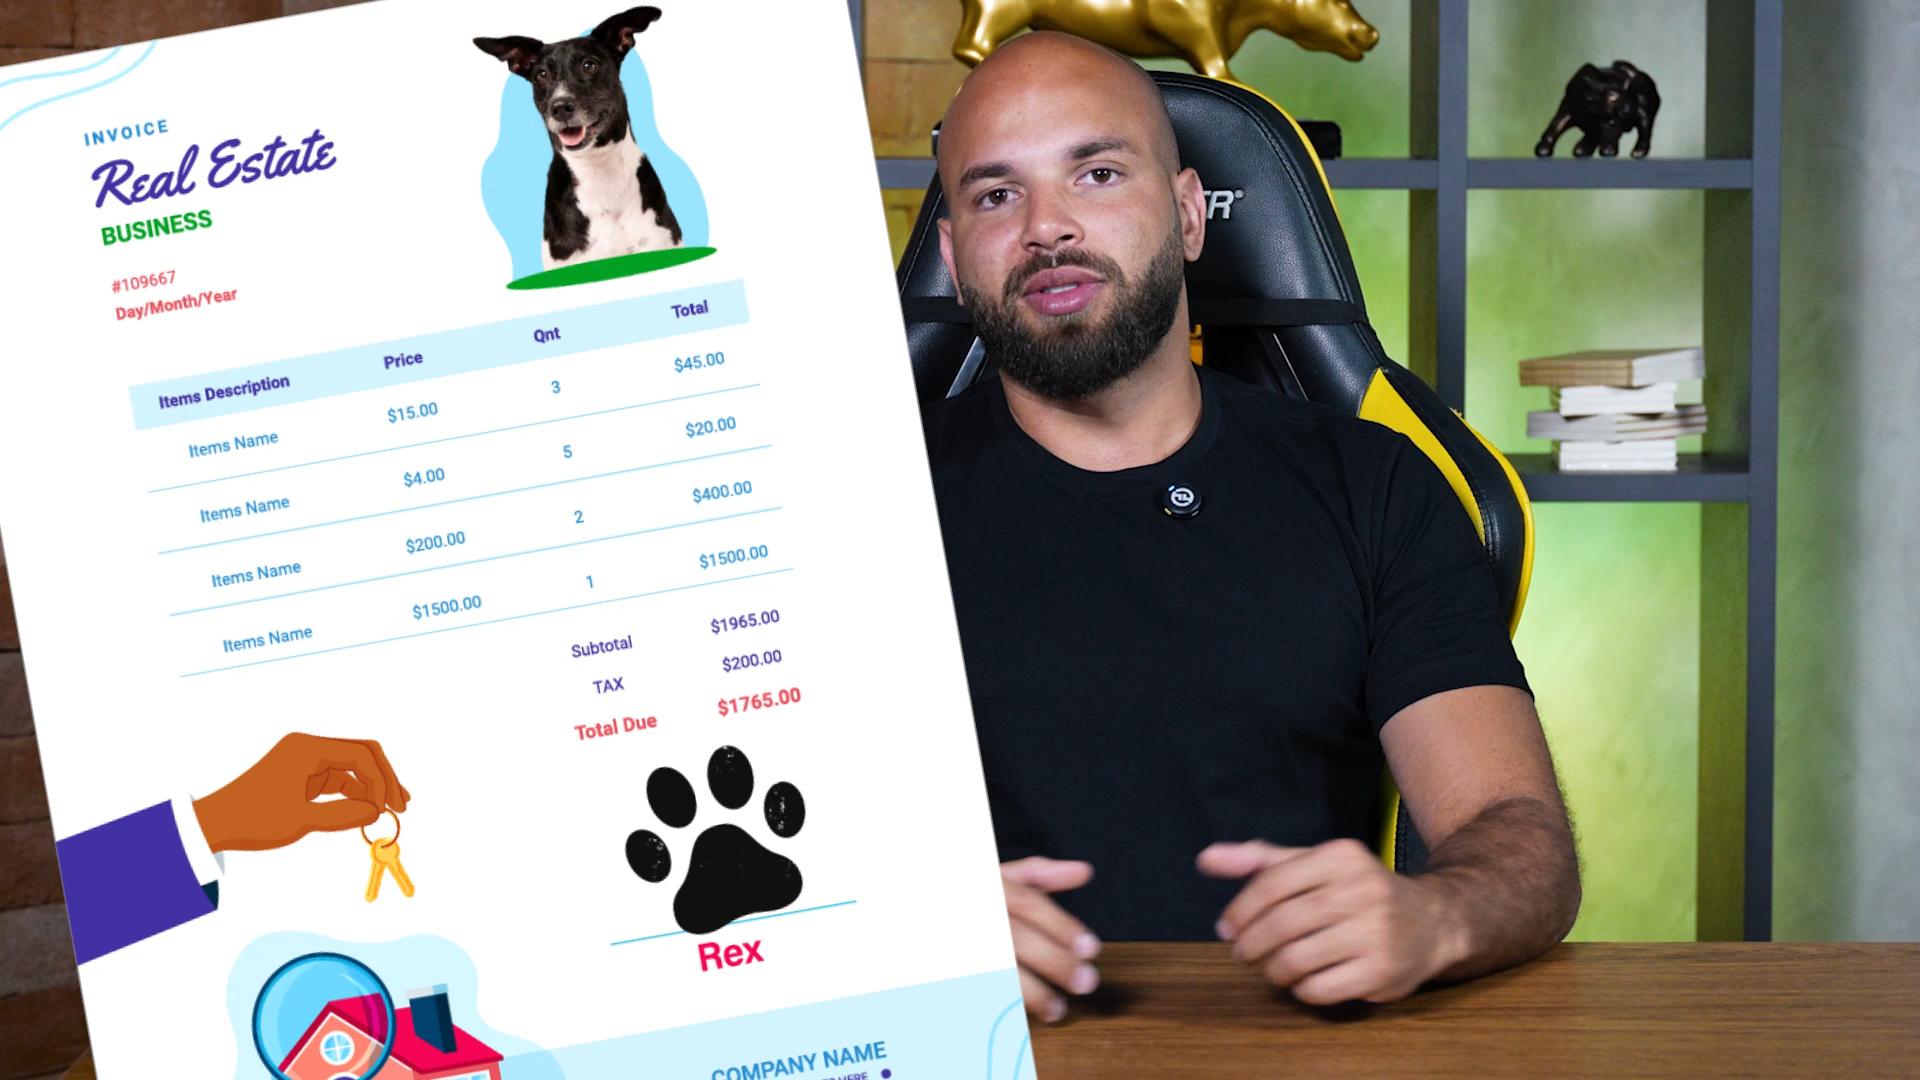 INVOICE
Real Estate
BUSINESS
#109667
Day/Month/Year
Items Description Price Qnt Total
Items Name $15.00 3 $45.00
Items Name $4.00 5 $20.00
Items Name $200.00 2 $400.00
Items Name $1500.00 1 $1500.00
Subtotal $1965.00
TAX $200.00
Total Due $1765.00
Rex
COMPANY NAME
HERE